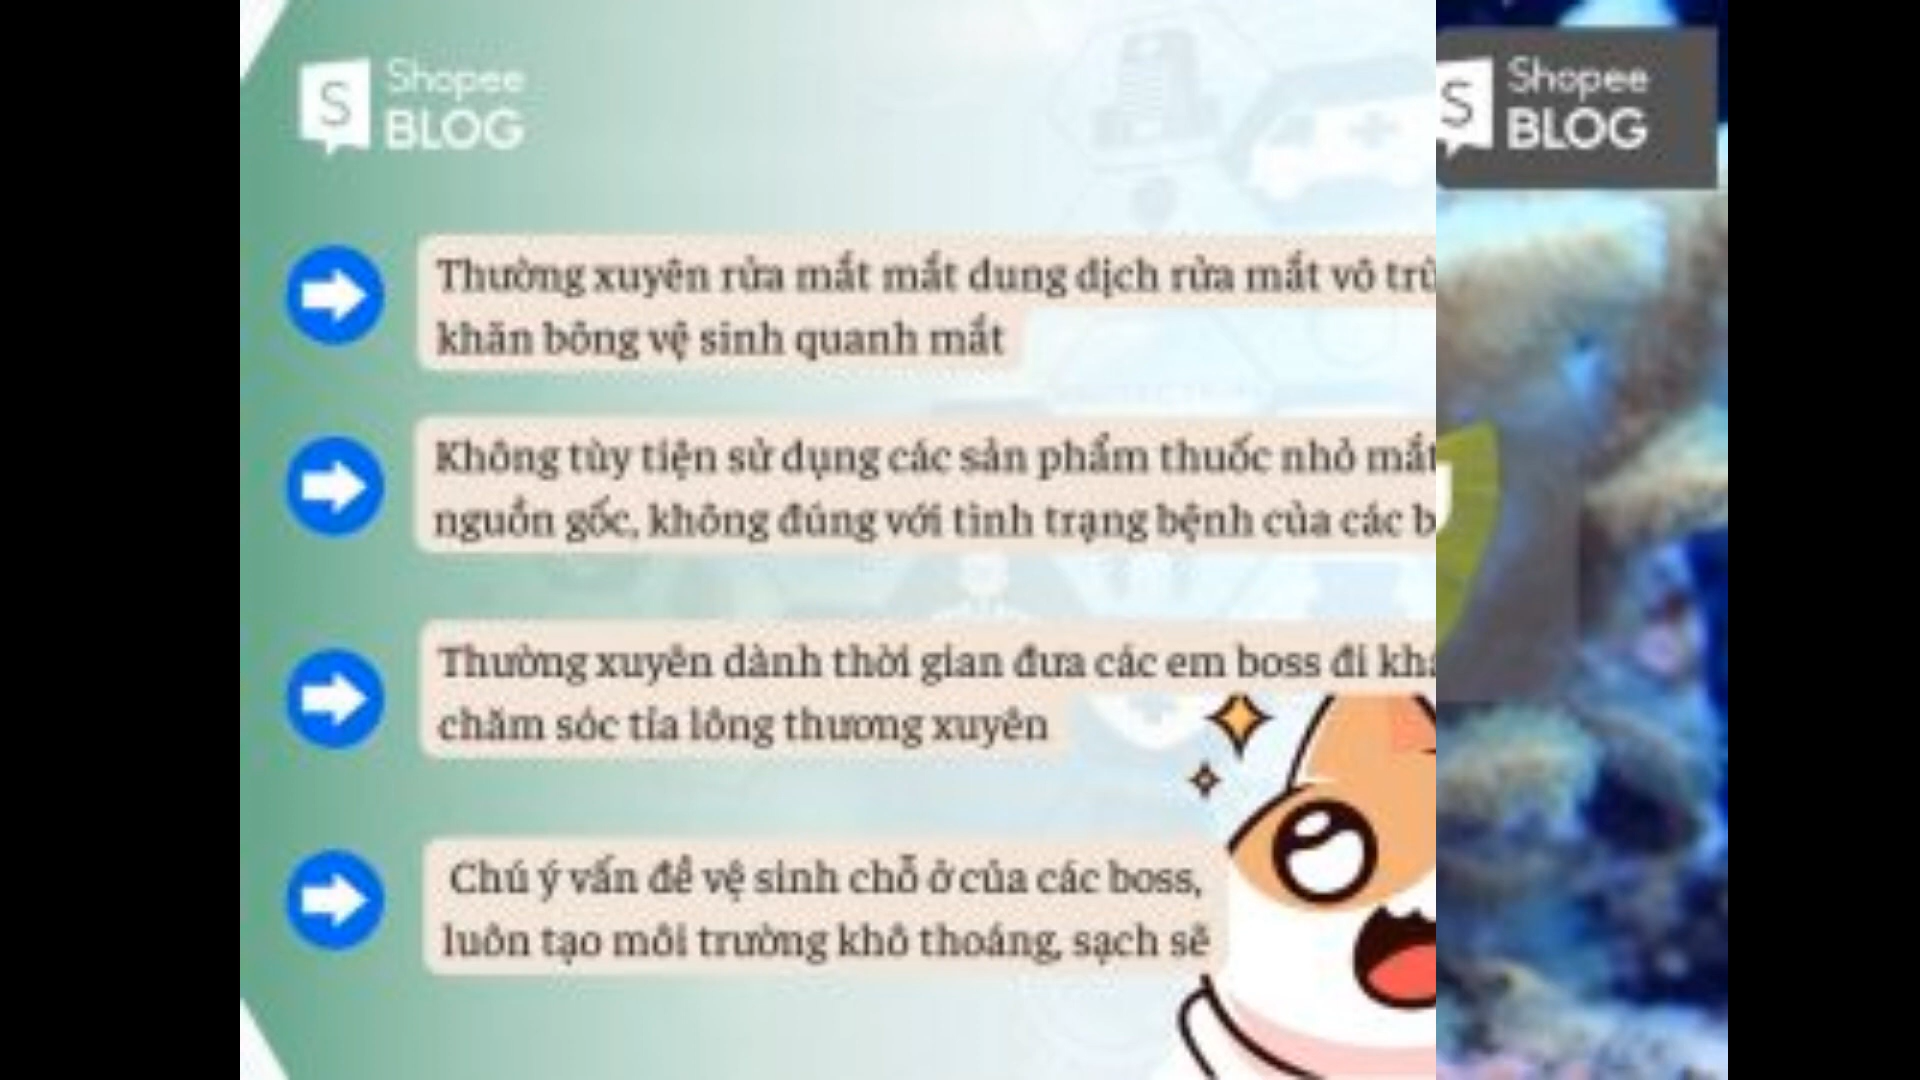 Shopee
BLOG
Shopee
BLOG
Thường xuyên rửa mắt mắt dung dịch rửa mắt vô
khăn bông vệ sinh quanh mắt
Không tùy tiện sử dụng các sản phẩm thuốc nhỏ mắt
nguồn gốc, không đúng với tình trạng bệnh của các
Thường xuyên dành thời gian đưa các em boss đi
chăm sóc tỉa lông thương xuyên
Chú ý vấn đề vệ sinh chỗ ở của các boss,
luôn tạo môi trường khô thoáng, sạch sẽ